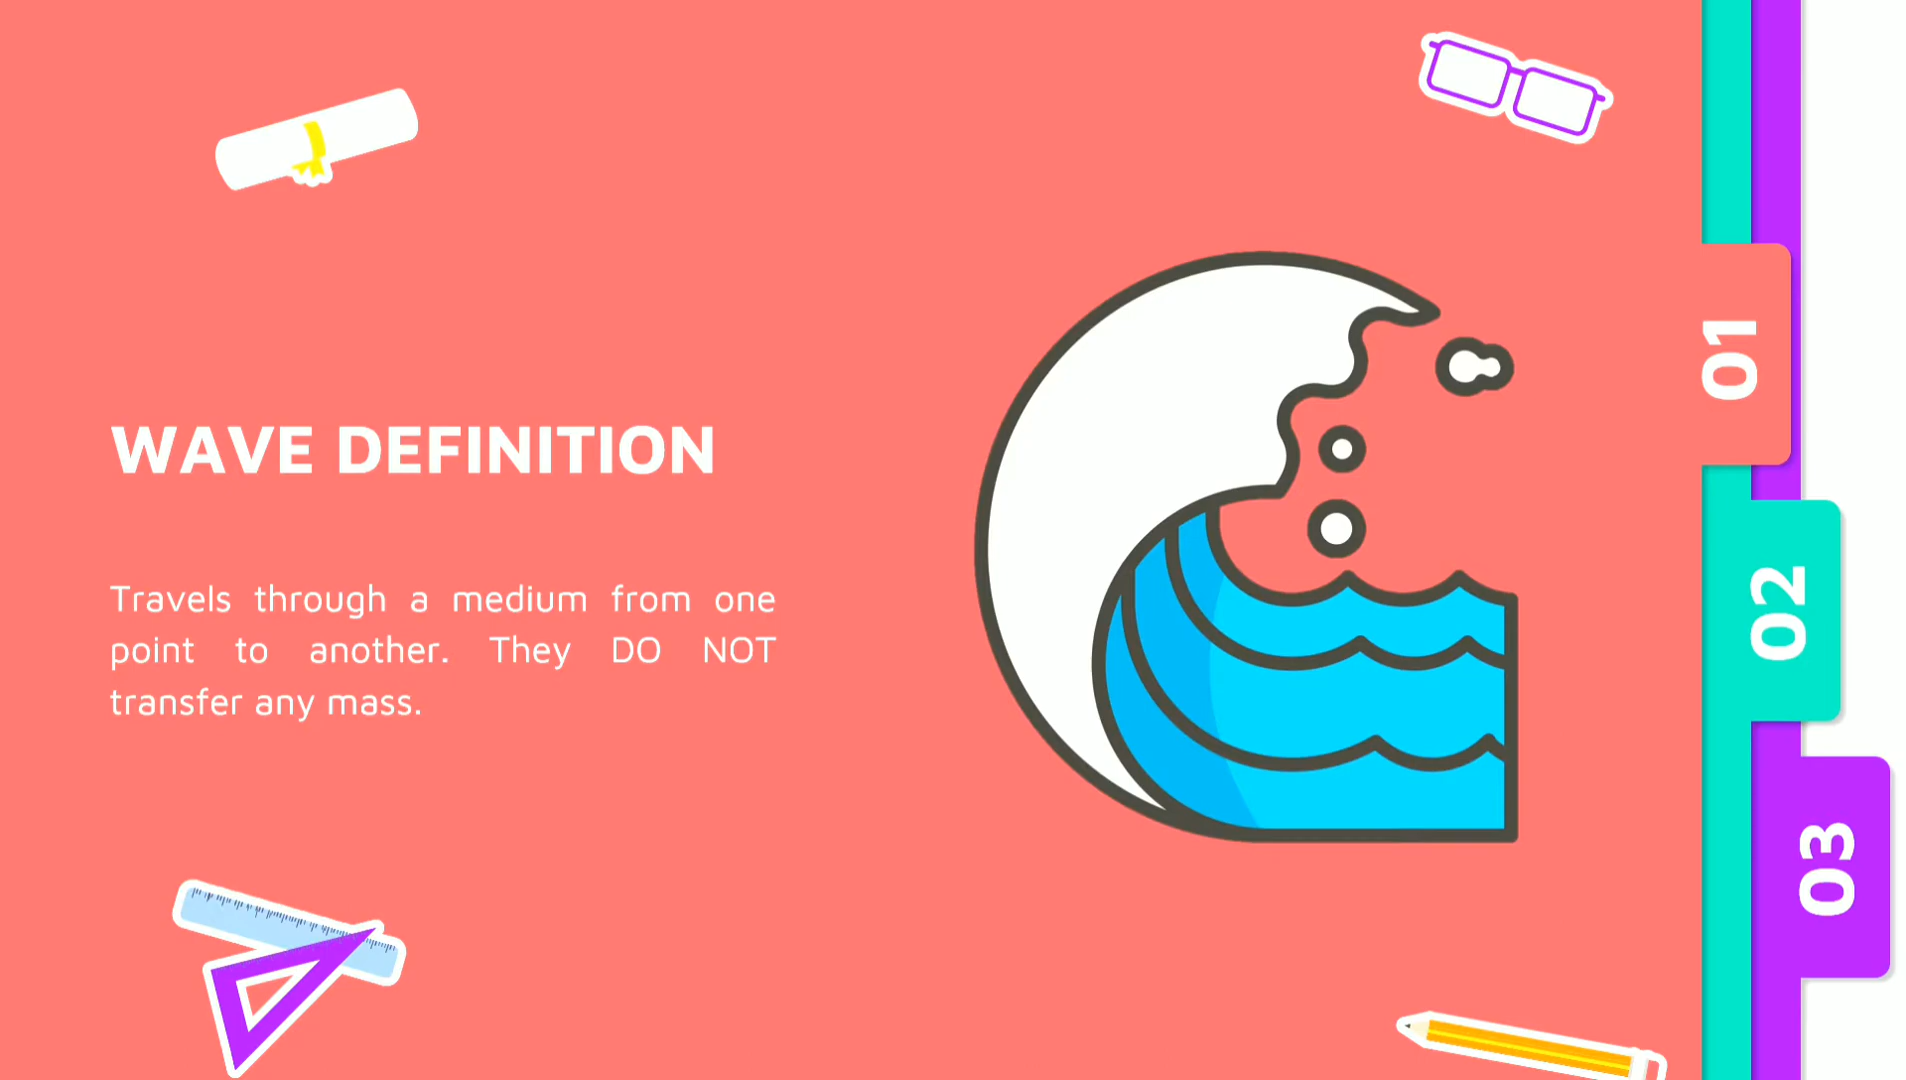 WAVE DEFINITION
Travels through a medium from one
point to another. They DO NOT
transfer any mass.
01
02
03